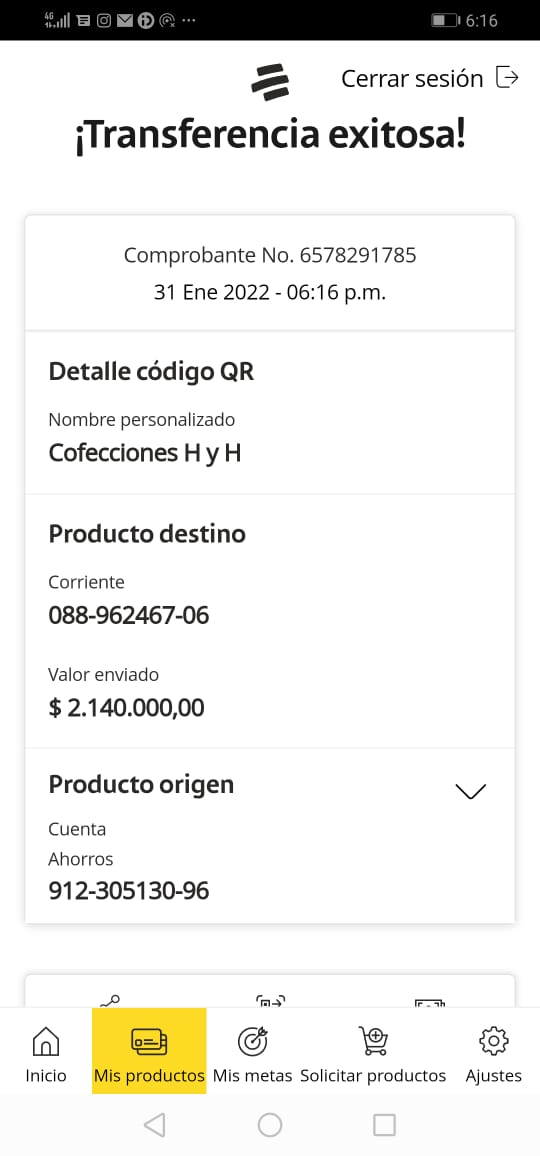 4G
6:16
Cerrar sesión
¡Transferencia exitosa!
Comprobante No. 6578291785
31 Ene 2022 - 06:16 p.m.
Detalle código QR
Nombre personalizado
Cofecciones H y H
Producto destino
Corriente
088-962467-06
Valor enviado
$ 2.140.000,00
Producto origen
Cuenta
Ahorros
912-305130-96
Inicio
Mis productos
Mis metas
Solicitar productos
Ajustes